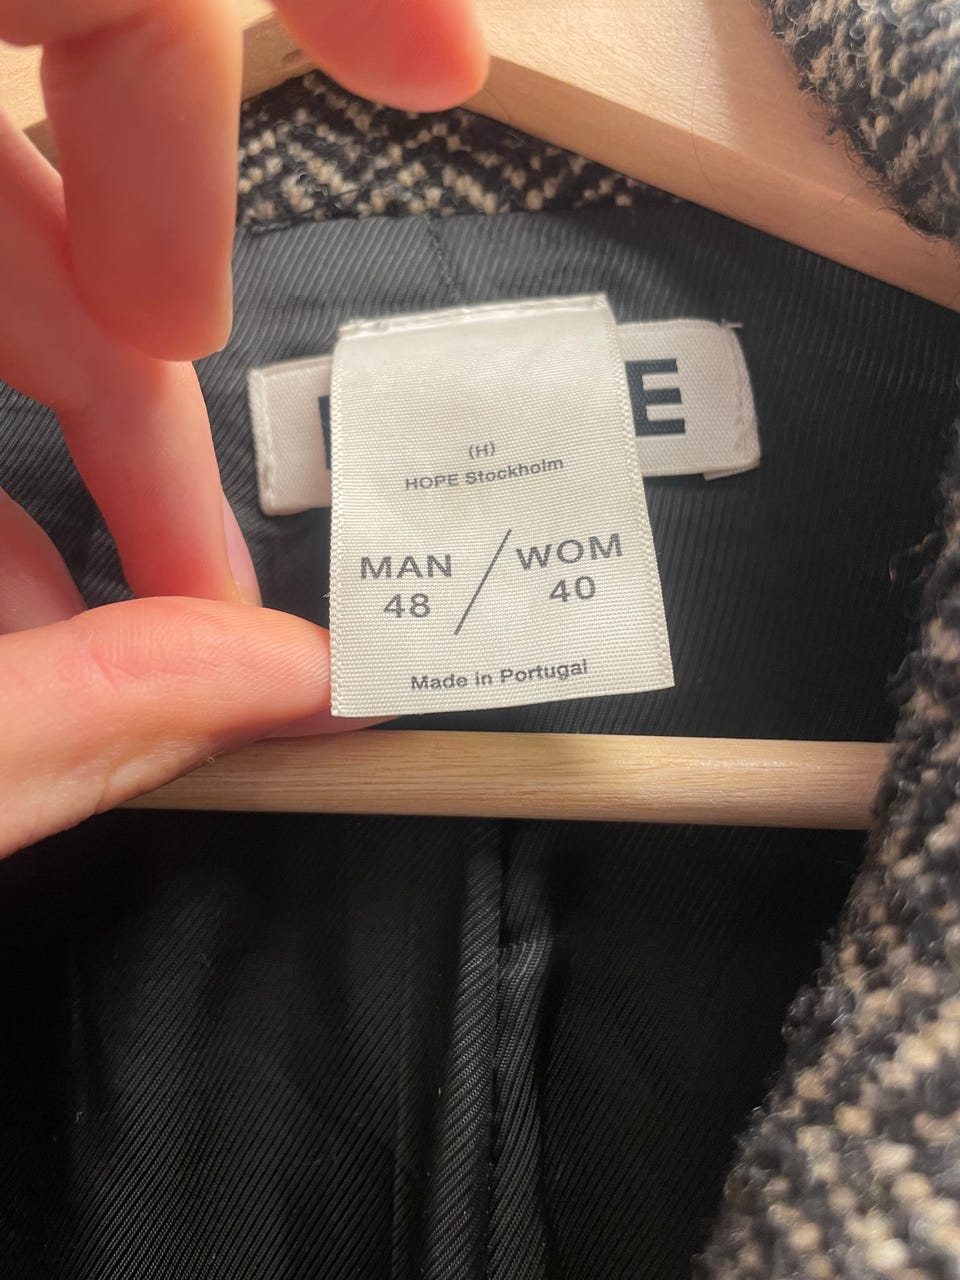 E
(H)
HOPE Stockholm
MAN / WOM
48 40
Made in Portugal